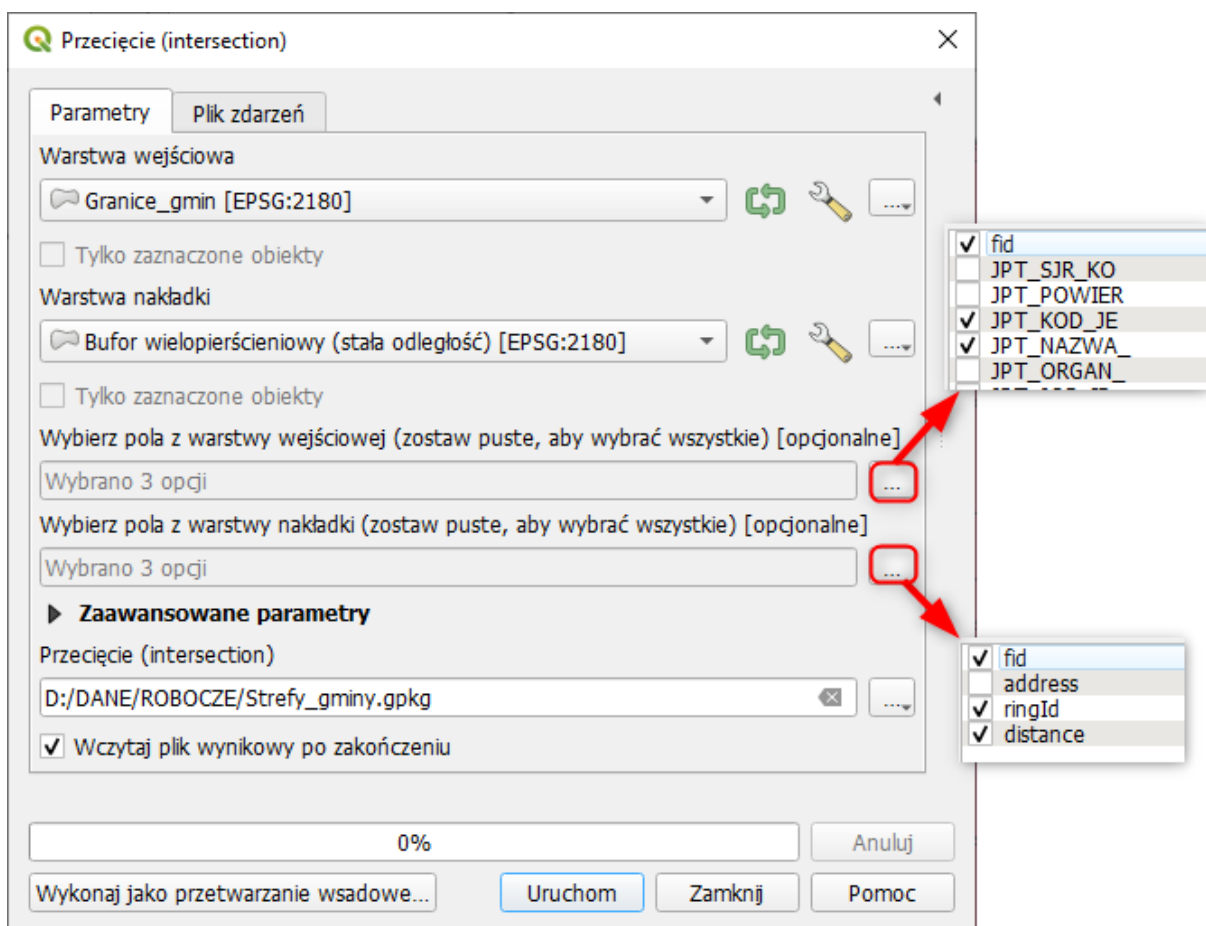 Przecięcie (intersection)
Parametry
Plik zdarzeń
Warstwa wejściowa
Granice_gmin [EPSG:2180]
...
Tylko zaznaczone obiekty
Warstwa nakładki
Bufor wielopierścieniowy (stała odległość) [EPSG:2180]
...
Tylko zaznaczone obiekty
Wybierz pola z warstwy wejściowej (zostaw puste, aby wybrać wszystkie) [opcjonalne]
Wybrano 3 opcji
...
Wybierz pola z warstwy nakładki (zostaw puste, aby wybrać wszystkie) [opcjonalne]
Wybrano 3 opcji
...
Zaawansowane parametry
Przecięcie (intersection)
D:/DANE/ROBOCZE/Strefy_gminy.gpkg
...
Wczytaj plik wynikowy po zakończeniu
0%
Anuluj
Wykonaj jako przetwarzanie wsadowe...
Uruchom
Zamknij
Pomoc
fid
JPT_SJR_KO
JPT_POWIER
JPT_KOD_JE
JPT_NAZWA_
JPT_ORGAN_
fid
address
ringId
distance